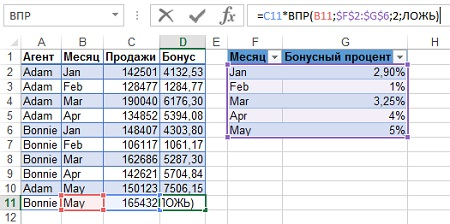 ВПР =C11*ВПР(B11;$F$2:$G$6;2;ЛОЖЬ)
A B C D E F G
1 Агент Месяц Продажи Бонус Месяц Бонусный процент
2 Adam Jan 142501 4132,53 Jan 2,90%
3 Adam Feb 128477 1284,77 Feb 1%
4 Adam Mar 190040 6176,30 Mar 3,25%
5 Adam Apr 134852 5394,08 Apr 4%
6 Bonnie Jan 148407 4303,80 May 5%
7 Bonnie Feb 106117 1061,17
8 Bonnie Mar 162686 5287,30
9 Bonnie Apr 142621 5704,84
10 Adam May 150123 7506,15
11 Bonnie May 165432 ЛОЖЬ)